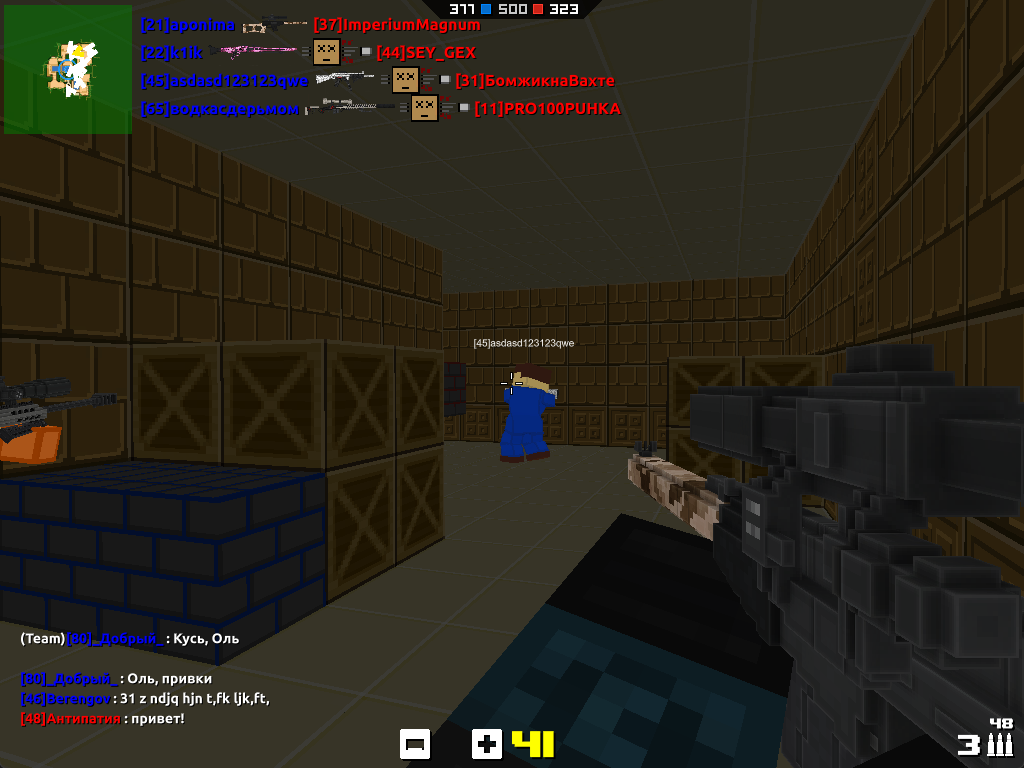 311 500 323
[21]aponima [37]ImperiumMagnum
[22]k1ik [44]SEY_GEX
[45]asdasd123123qwe [31]БомжикнаВахте
[65]водхасдерьмом [11]PRO100PUHKA
[45]asdasd123123qwe
(Team)[80]_Добрый_ : Кусь, Оль
[80]_Добрый_ : Оль, привки
[46]Berengov : 31 z ndjq hjn t,fk ljk,ft,
[48]Антипатия : привет!
41
48
3